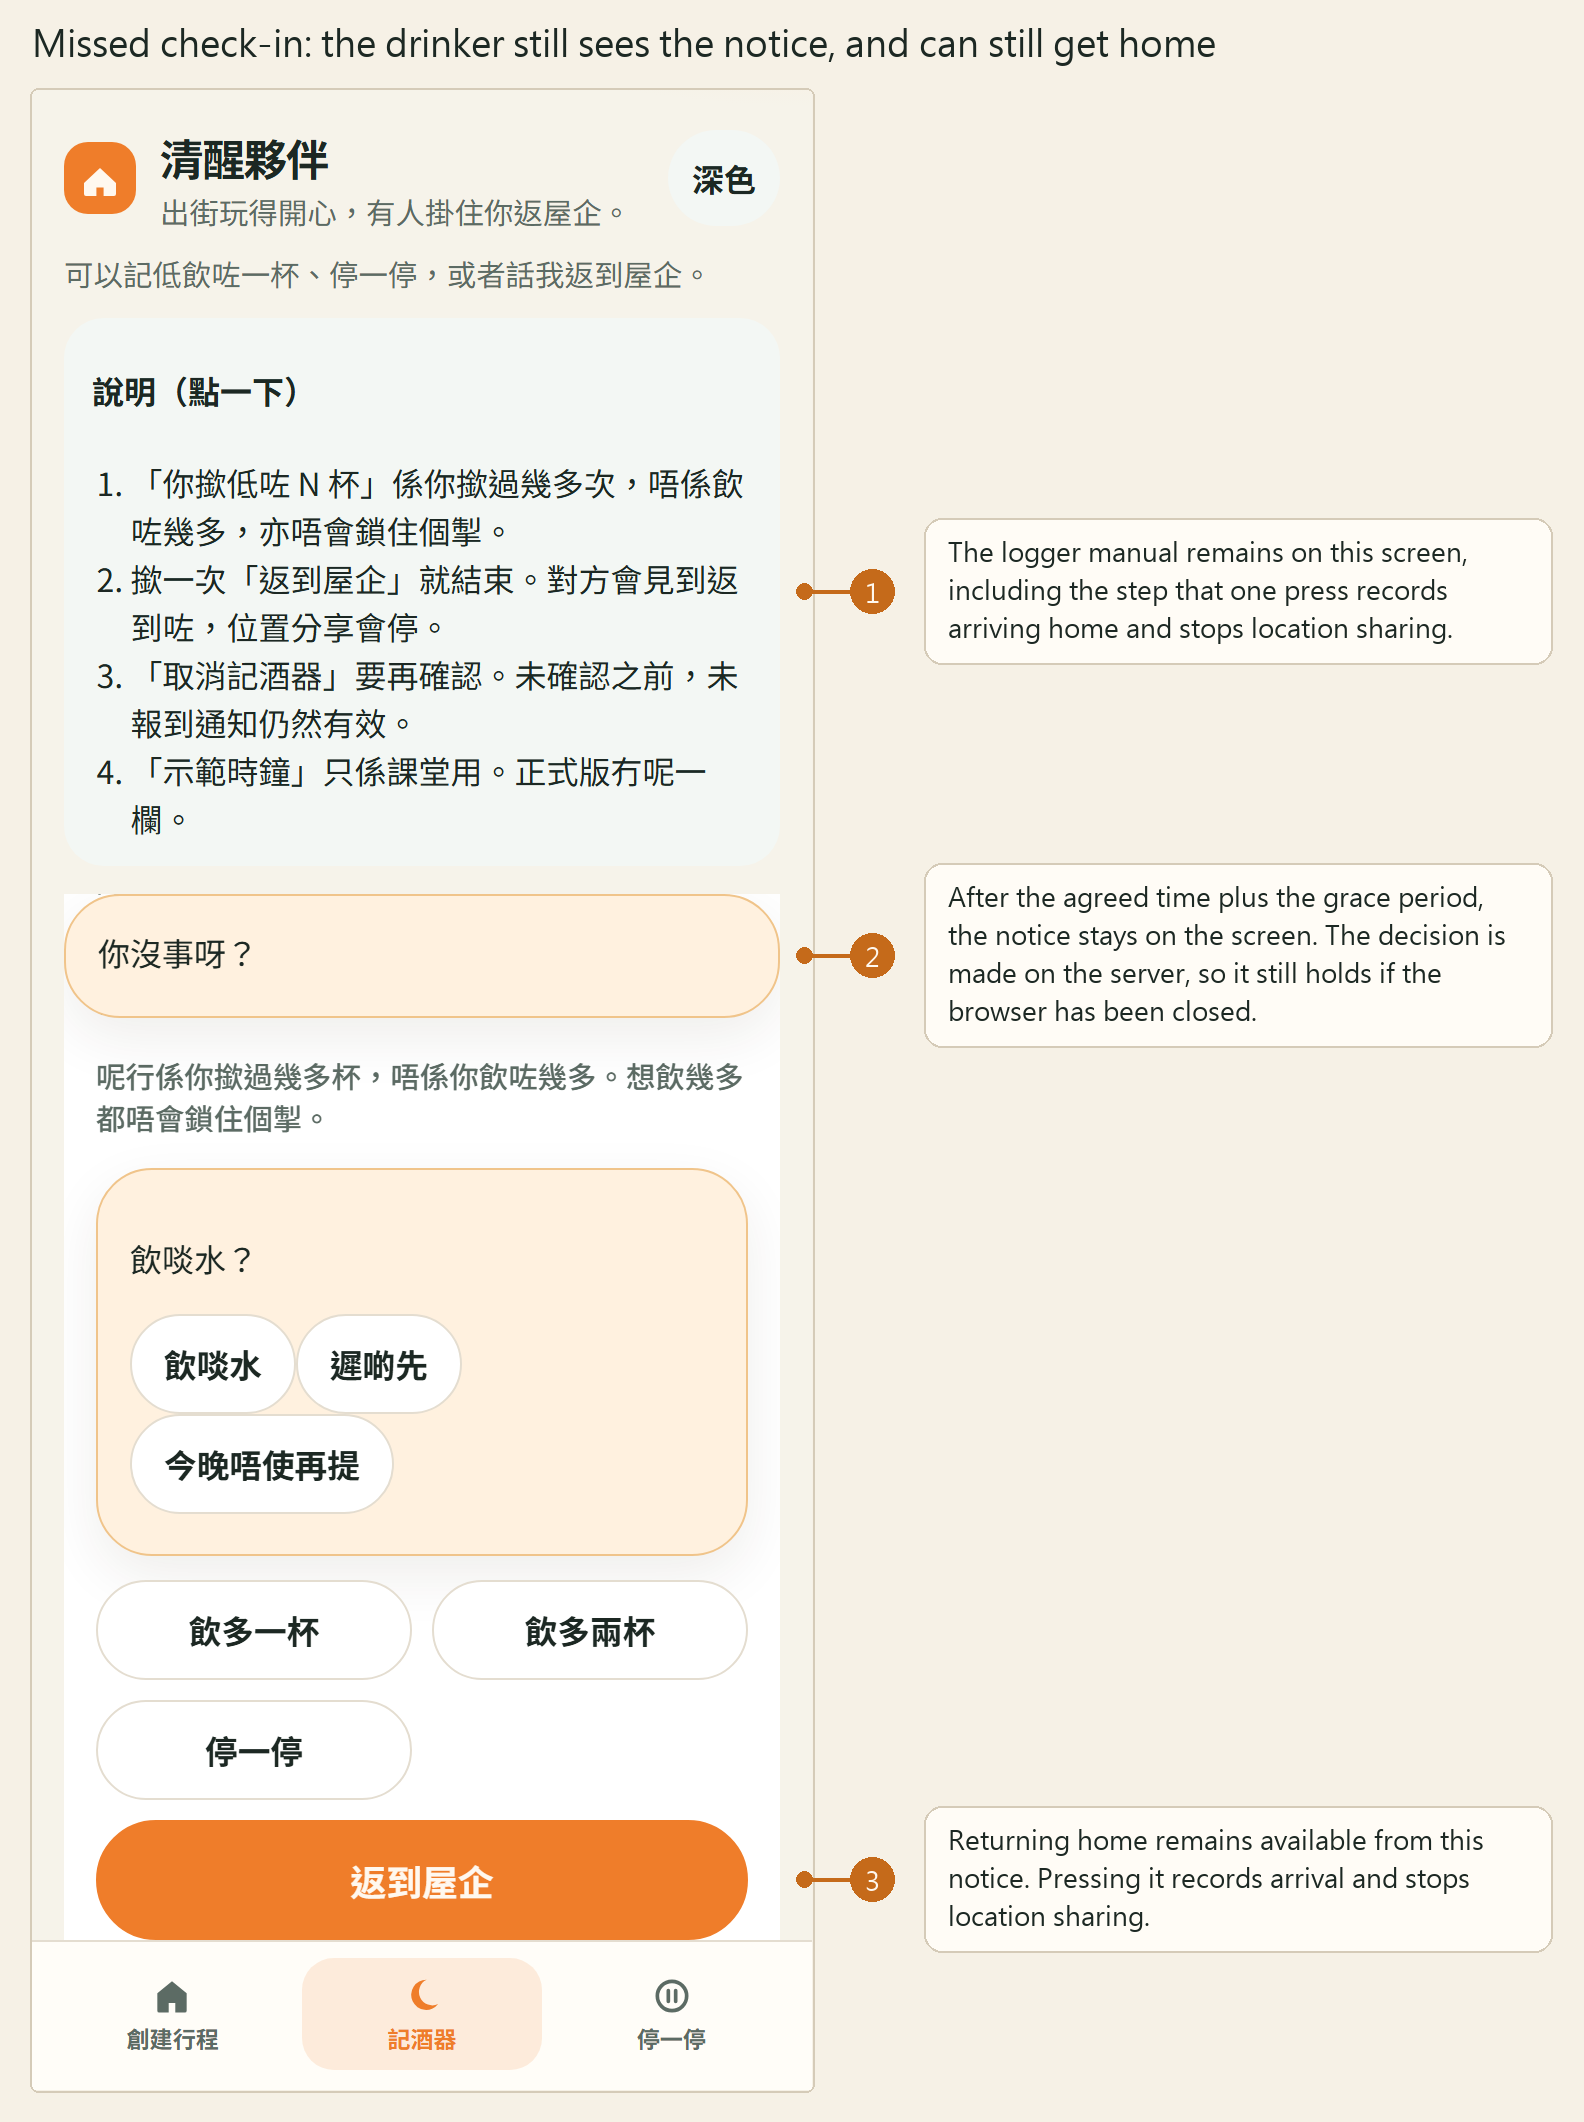 Missed check-in: the drinker still sees the notice, and can still get home
清醒夥伴
出街玩得開心，有人掛住你返屋企。
深色
可以記低飲咗一杯、停一停，或者話我返到屋企。
說明（點一下）
1. 「你撳低咗 N 杯」係你撳過幾多次，唔係飲
咗幾多，亦唔會鎖住個掣。
2. 撳一次「返到屋企」就結束。對方會見到返
到咗，位置分享會停。
3. 「取消記酒器」要再確認。未確認之前，未
報到通知仍然有效。
4. 「示範時鐘」只係課堂用。正式版冇呢一
欄。
1
The logger manual remains on this screen,
including the step that one press records
arriving home and stops location sharing.
你沒事呀？
2
After the agreed time plus the grace period,
the notice stays on the screen. The decision is
made on the server, so it still holds if the
browser has been closed.
呢行係你撳過幾多杯，唔係你飲咗幾多。想飲幾多
都唔會鎖住個掣。
飲啖水？
飲啖水
遲啲先
今晚唔使再提
飲多一杯
飲多兩杯
停一停
返到屋企
3
Returning home remains available from this
notice. Pressing it records arrival and stops
location sharing.
創建行程
記酒器
停一停